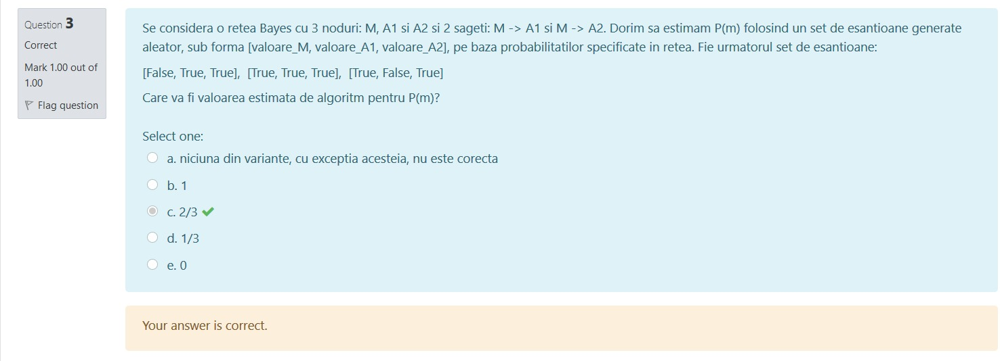 Question 3
Correct
Mark 1.00 out of
1.00
Flag question
Se considera o retea Bayes cu 3 noduri: M, A1 si A2 si 2 sageti: M -> A1 si M -> A2. Dorim sa estimam P(m) folosind un set de esantioane generate
aleator, sub forma [valoare_M, valoare_A1, valoare_A2], pe baza probabilitatilor specificate in retea. Fie urmatorul set de esantioane:
[False, True, True], [True, True, True], [True, False, True]
Care va fi valoarea estimata de algoritm pentru P(m)?
Select one:
a. niciuna din variante, cu exceptia acesteia, nu este corecta
b. 1
c. 2/3
d. 1/3
e. 0
Your answer is correct.